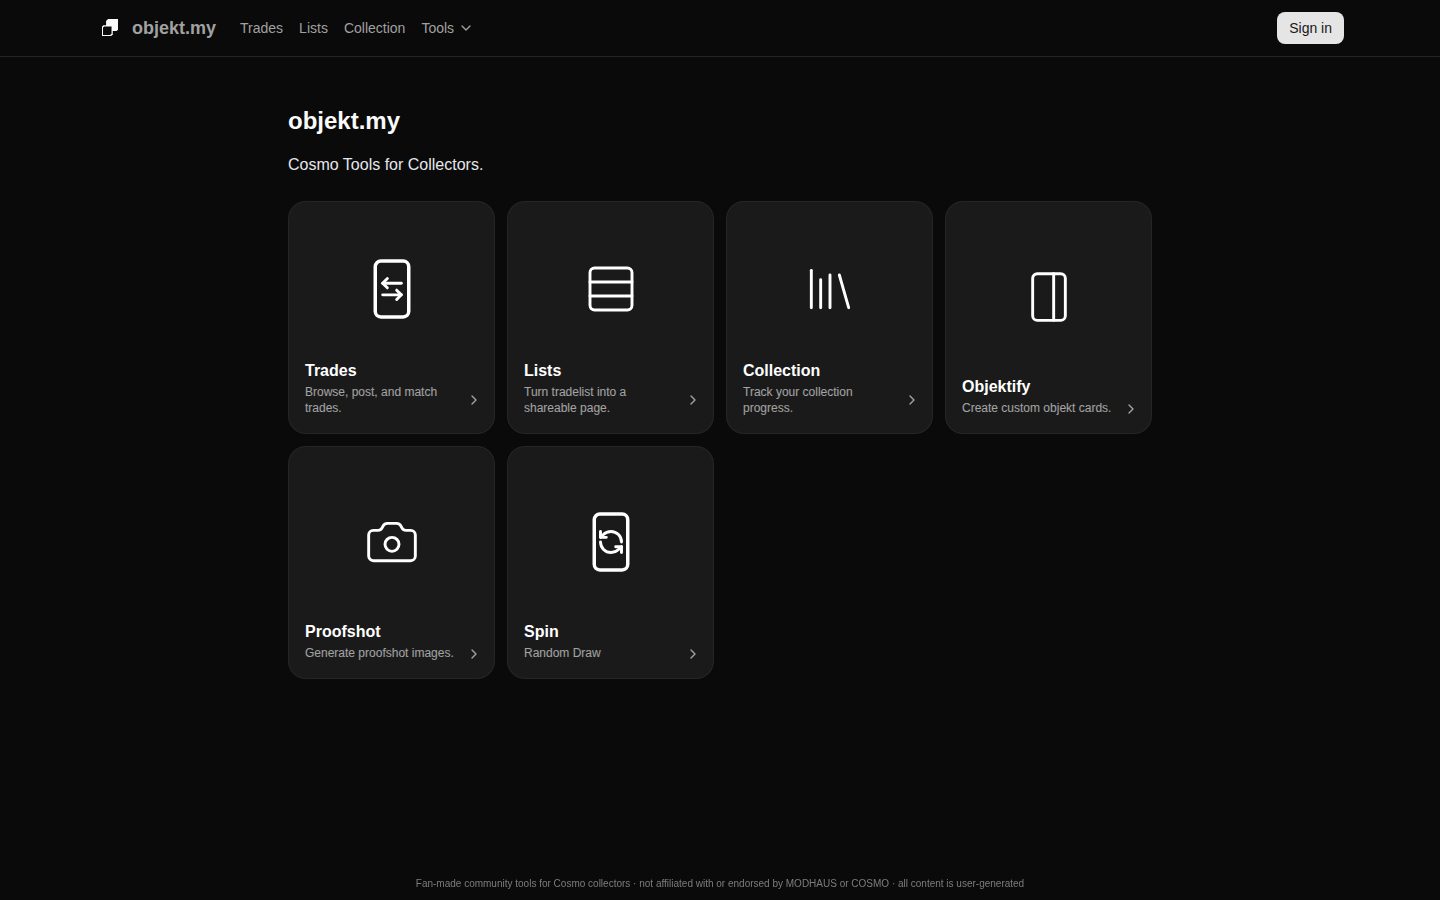 objekt.my Trades Lists Collection Tools Sign in
objekt.my
Cosmo Tools for Collectors.
Trades
Browse, post, and match
trades.
Lists
Turn tradelist into a
shareable page.
Collection
Track your collection
progress.
Objektify
Create custom objekt cards.
Proofshot
Generate proofshot images.
Spin
Random Draw
Fan-made community tools for Cosmo collectors · not affiliated with or endorsed by MODHAUS or COSMO · all content is user-generated